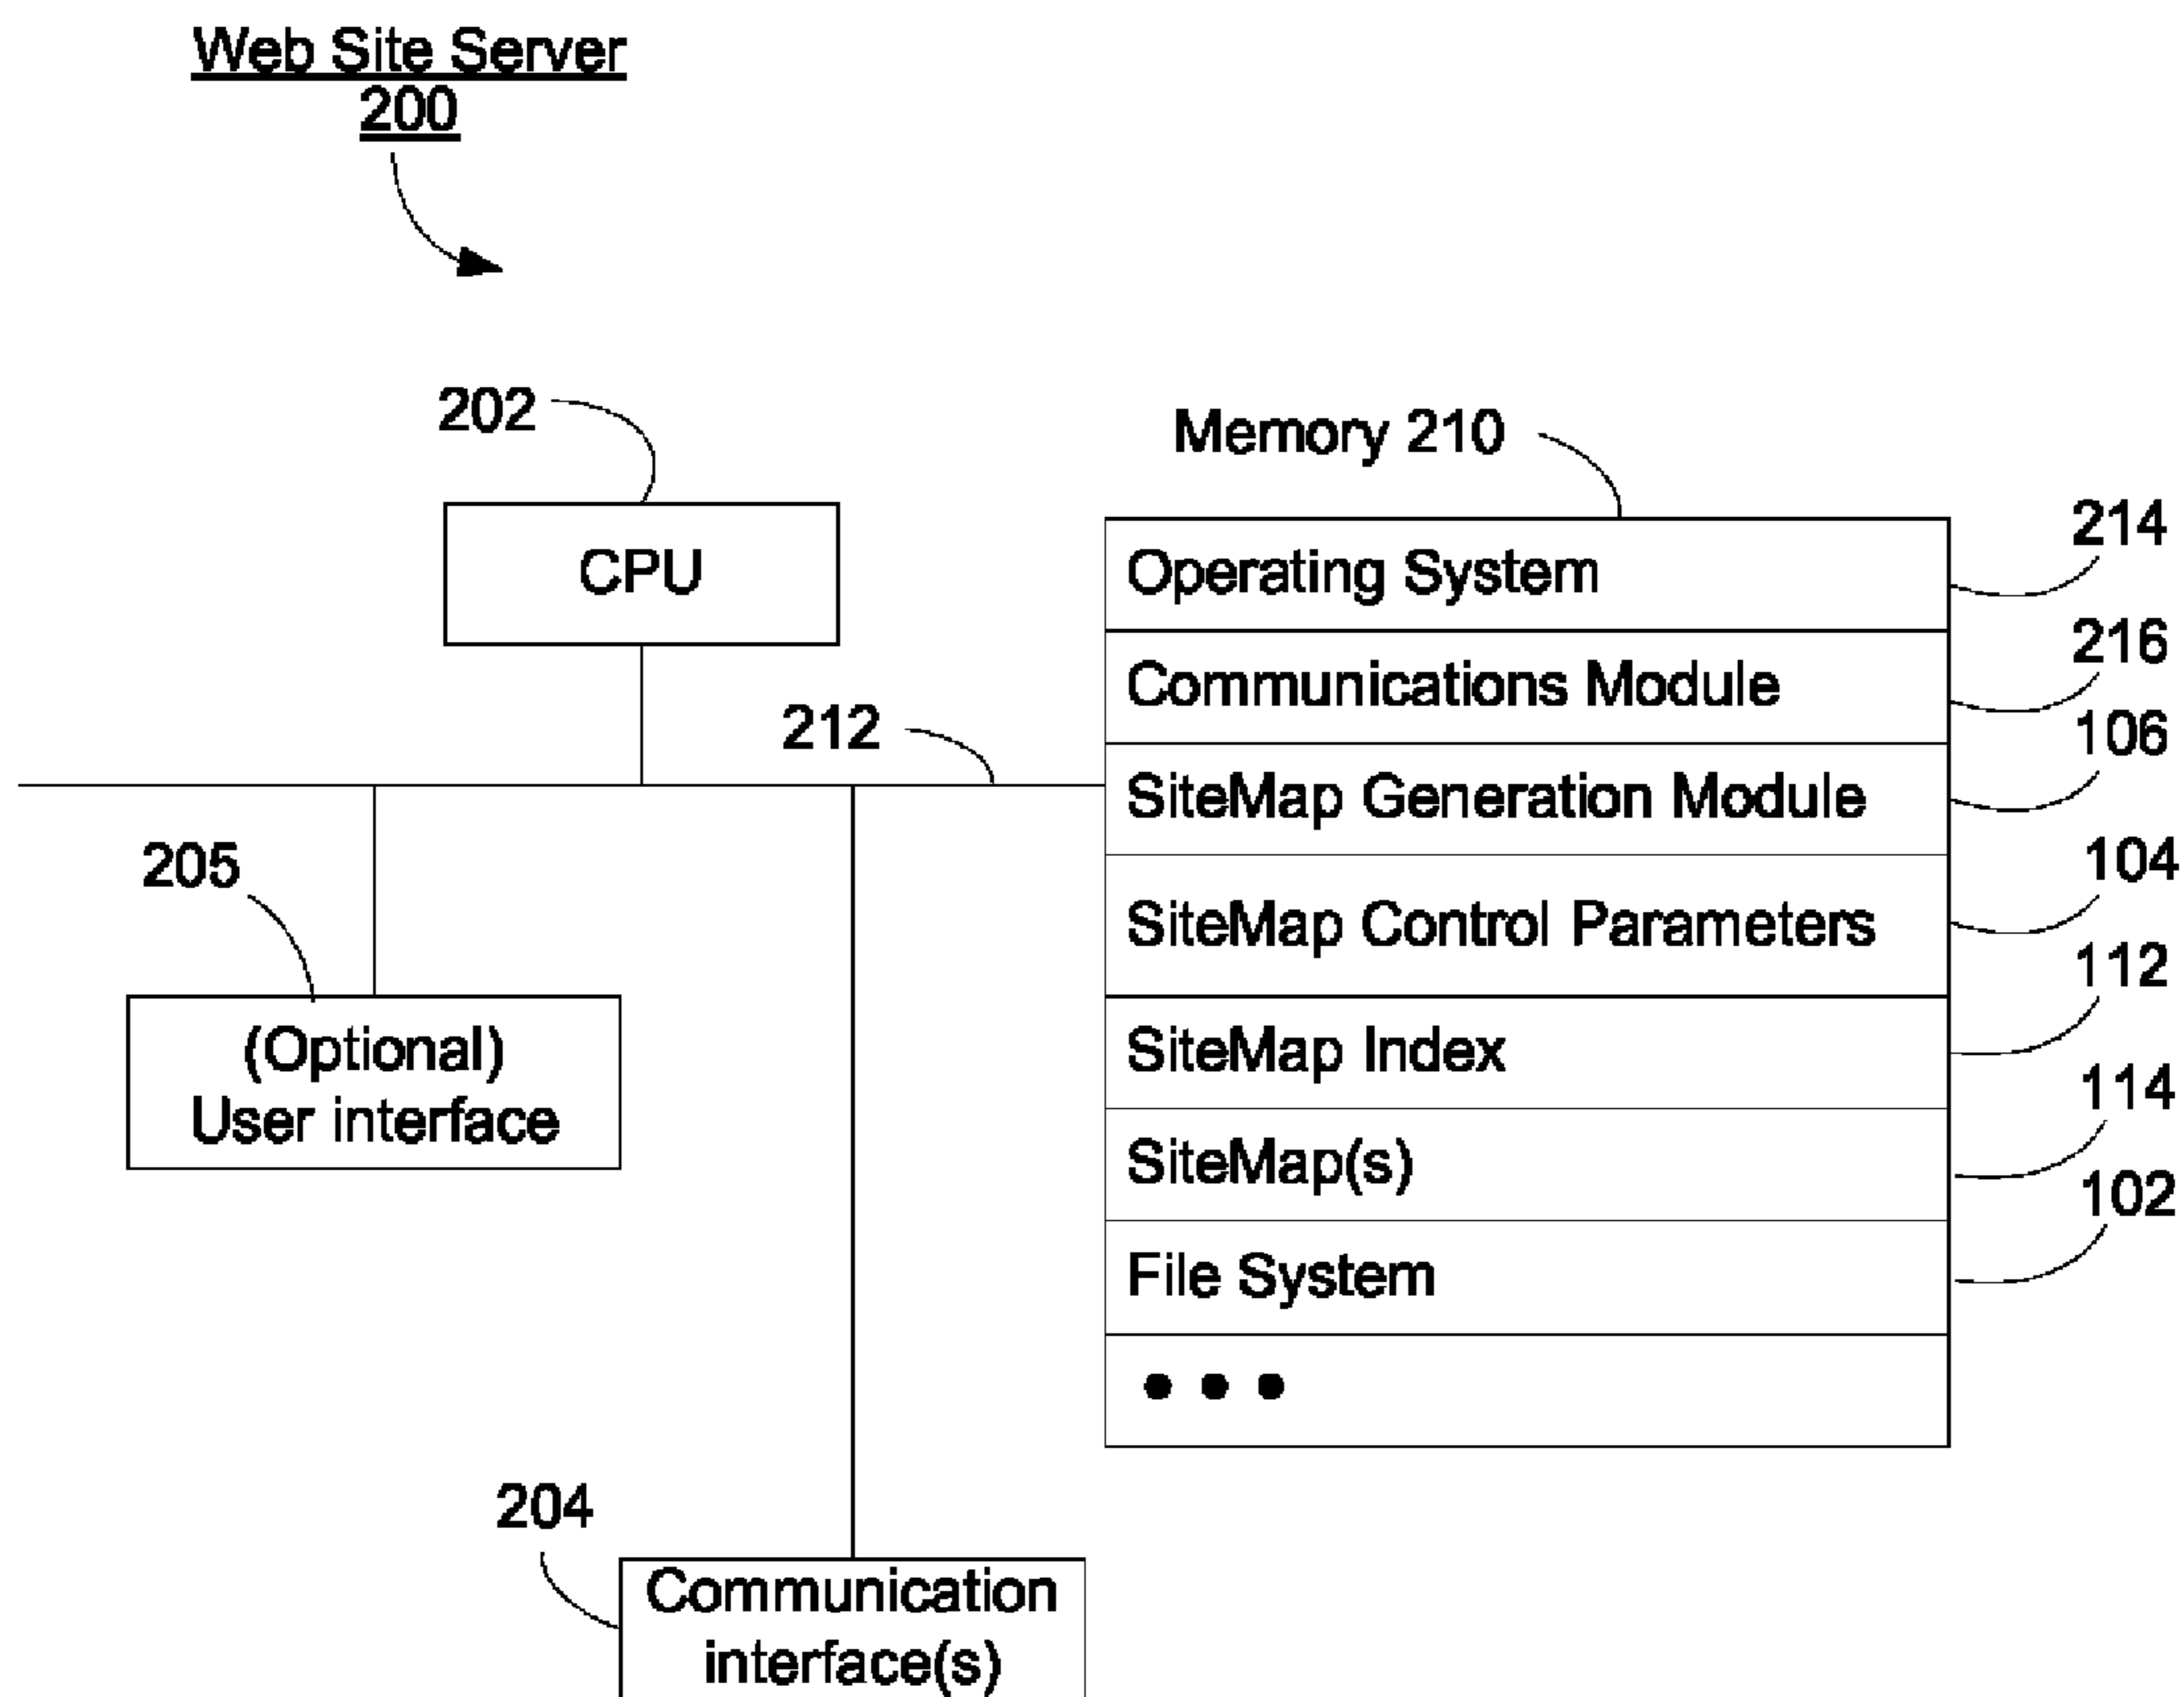 Web Site Server
200
202
CPU
Memory 210
Operating System
214
Communications Module
216
212
SiteMap Generation Module
106
SiteMap Control Parameters
104
205
(Optional)
User interface
SiteMap Index
112
SiteMap(s)
114
File System
102
204
Communication
interface(s)